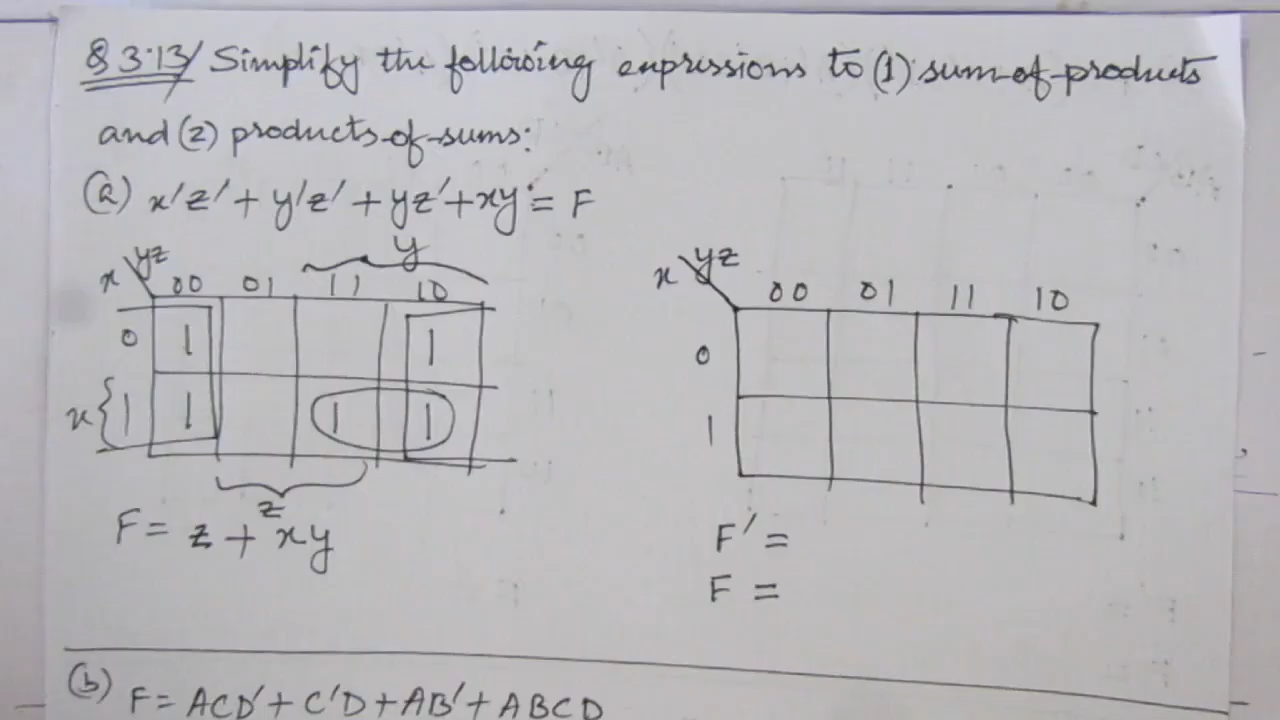 Q 3.13/ Simplify the following expressions to (1) sum-of-products
and (2) products-of-sums:
(a) x'z' + y'z' + yz' + xy = F
y
x yz 00 01 11 10
0 1 1
x { 1 1 1 1
z
F = z + xy
x yz 00 01 11 10
0
1
F' =
F =
(b) F = ACD' + C'D + AB' + ABCD